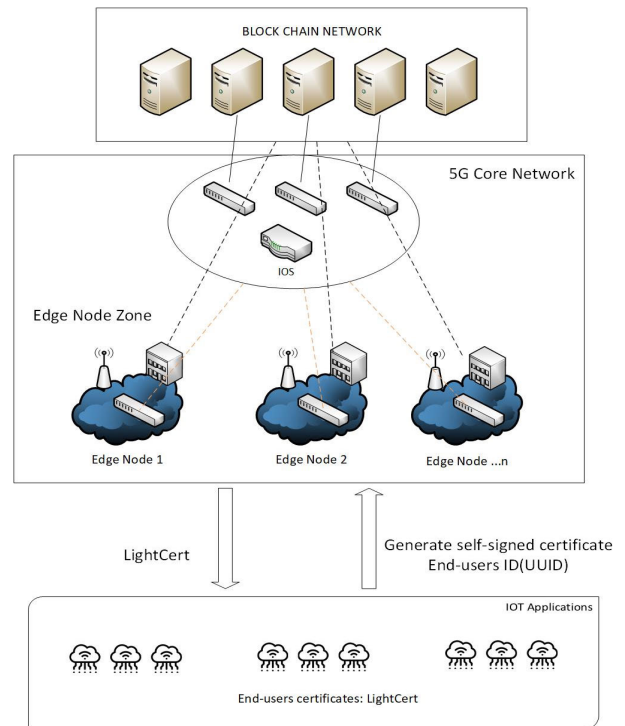 BLOCK CHAIN NETWORK
5G Core Network
IOS
Edge Node Zone
Edge Node 1
Edge Node 2
Edge Node ...n
LightCert
Generate self-signed certificate
End-users ID(UUID)
IOT Applications
End-users certificates: LightCert